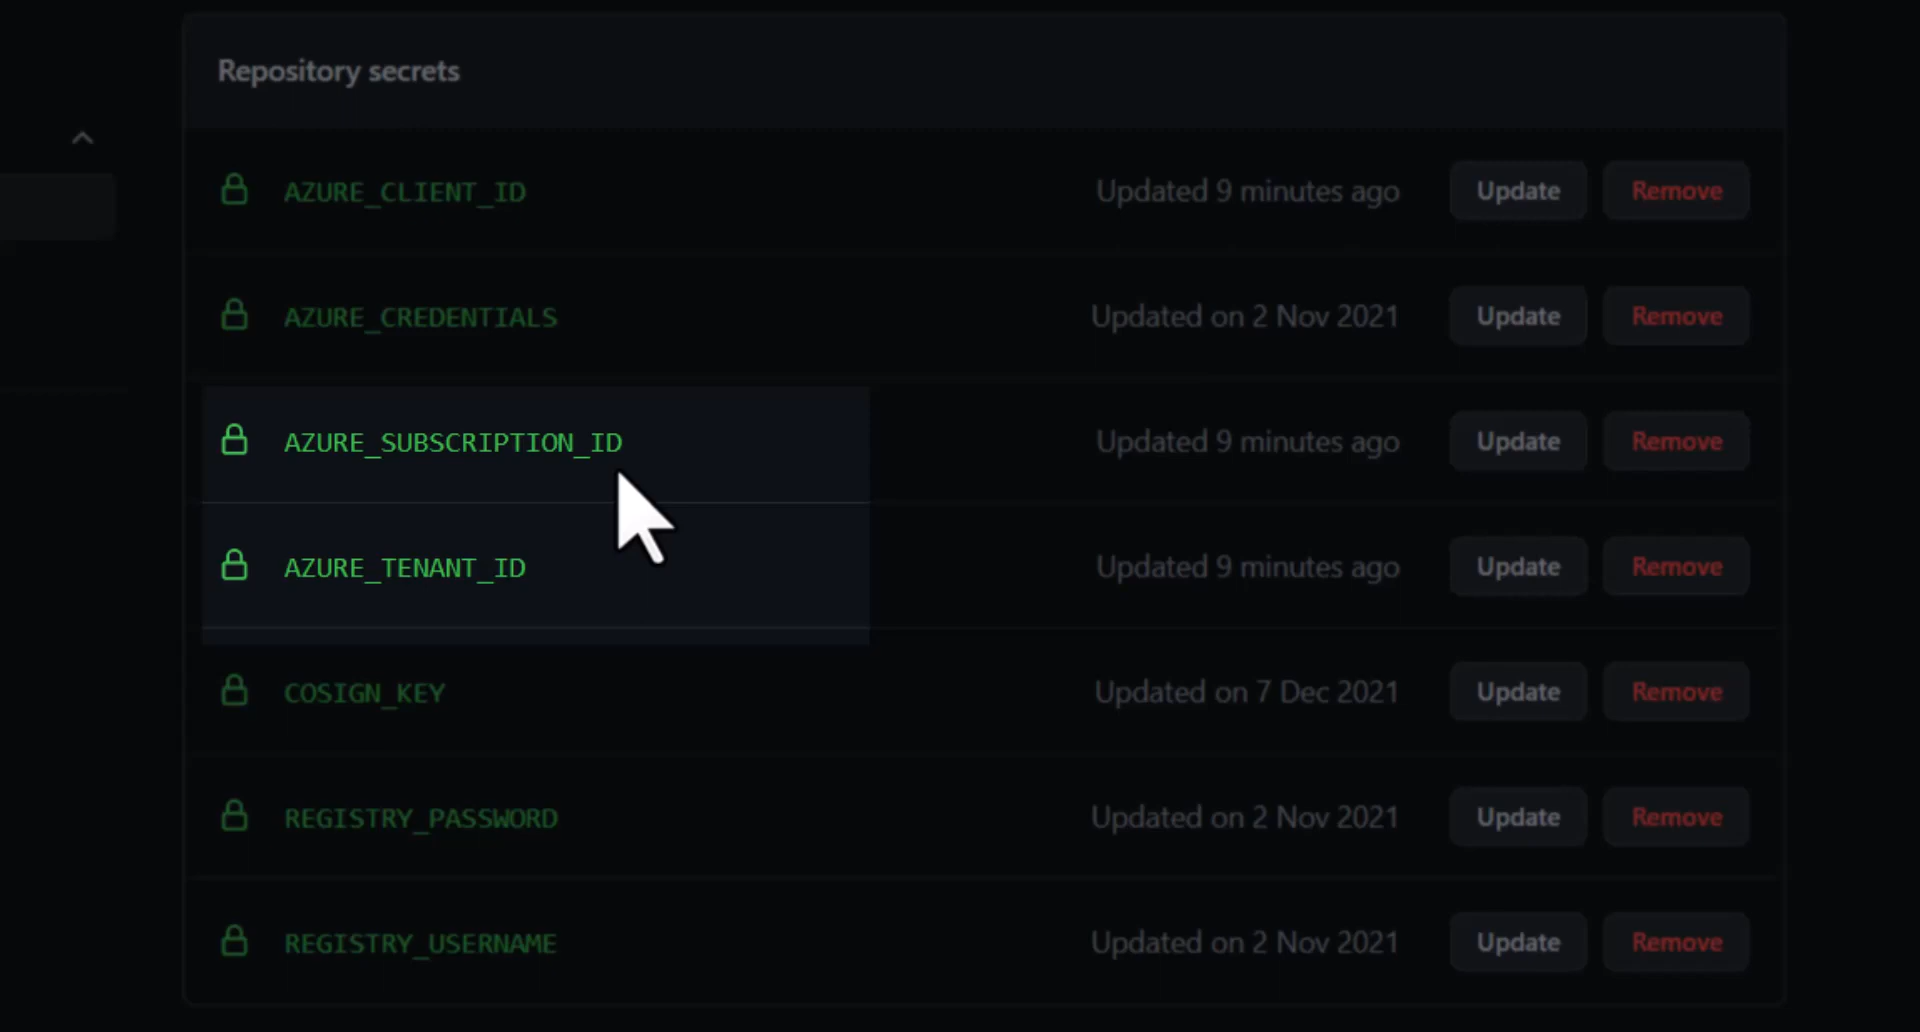 Repository secrets
AZURE_CLIENT_ID Updated 9 minutes ago Update Remove
AZURE_CREDENTIALS Updated on 2 Nov 2021 Update Remove
AZURE_SUBSCRIPTION_ID Updated 9 minutes ago Update Remove
AZURE_TENANT_ID Updated 9 minutes ago Update Remove
COSIGN_KEY Updated on 7 Dec 2021 Update Remove
REGISTRY_PASSWORD Updated on 2 Nov 2021 Update Remove
REGISTRY_USERNAME Updated on 2 Nov 2021 Update Remove